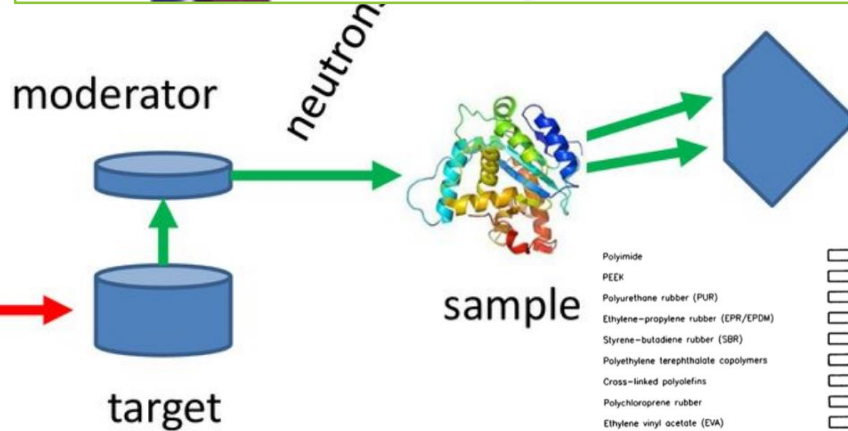 neutrons
moderator
sample
target
Polyimide
PEEK
Polyurethane rubber (PUR)
Ethylene-propylene rubber (EPR/EPDM)
Styrene-butadiene rubber (SBR)
Polyethylene terephthalate copolymers
Cross-linked polyolefins
Polychloroprene rubber
Ethylene vinyl acetate (EVA)